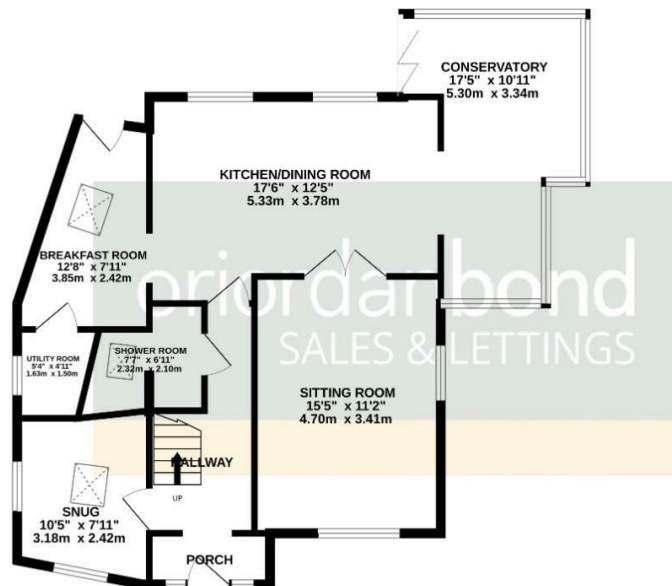 CONSERVATORY
17'5" x 10'11"
5.30m x 3.34m
KITCHEN/DINING ROOM
17'6" x 12'5"
5.33m x 3.78m
BREAKFAST ROOM
12'8" x 7'11"
3.85m x 2.42m
oriordan bond
SALES & LETTINGS
UTILITY ROOM
5'4" x 4'11"
1.63m x 1.50m
SHOWER ROOM
7'7" x 6'11"
2.32m x 2.10m
SITTING ROOM
15'5" x 11'2"
4.70m x 3.41m
HALLWAY
UP
SNUG
10'5" x 7'11"
3.18m x 2.42m
PORCH